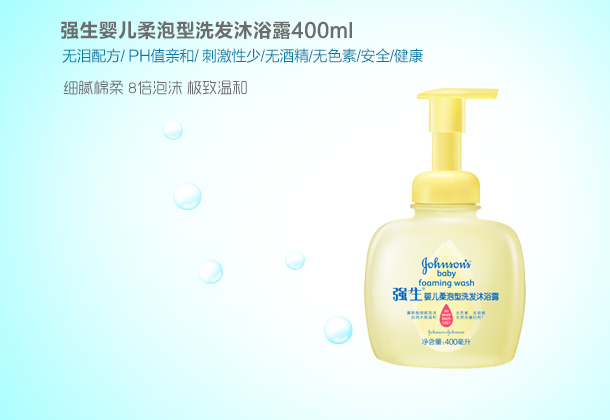 强生婴儿柔泡型洗发沐浴露400ml
无泪配方/ PH值亲和/ 刺激性少/无酒精/无色素/安全/健康
细腻棉柔 8倍泡沫 极致温和
Johnson's
baby
foaming wash
强生® 婴儿柔泡型洗发沐浴露
Johnson & Johnson
净含量:400毫升